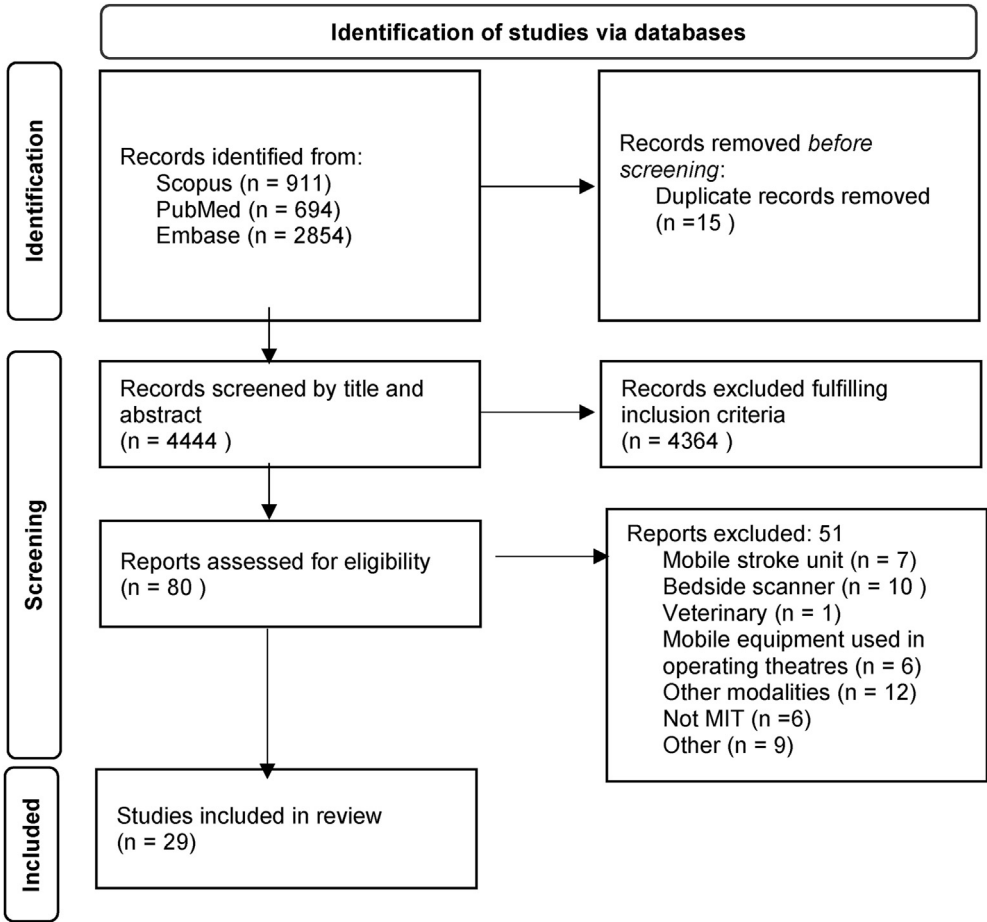 Identification of studies via databases
Identification
Records identified from:
Scopus (n = 911)
PubMed (n = 694)
Embase (n = 2854)
Records removed before
screening:
Duplicate records removed
(n =15 )
Screening
Records screened by title and
abstract
(n = 4444 )
Records excluded fulfilling
inclusion criteria
(n = 4364 )
Reports assessed for eligibility
(n = 80 )
Reports excluded: 51
Mobile stroke unit (n = 7)
Bedside scanner (n = 10 )
Veterinary (n = 1)
Mobile equipment used in
operating theatres (n = 6)
Other modalities (n = 12)
Not MIT (n =6)
Other (n = 9)
Included
Studies included in review
(n = 29)